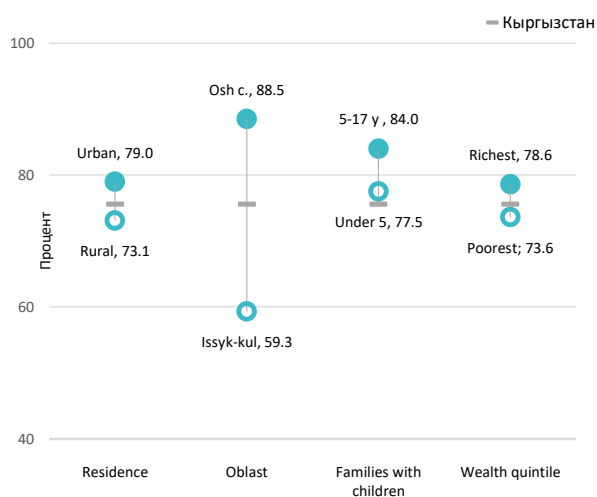 Кыргызстан
100
Osh c., 88.5
5-17 y , 84.0
Urban, 79.0
Richest, 78.6
80
Процент
Rural, 73.1
Under 5, 77.5
Poorest; 73.6
60
Issyk-kul, 59.3
40
Residence
Oblast
Families with
children
Wealth quintile